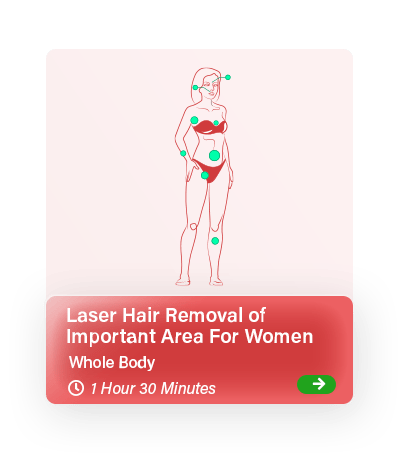 Laser Hair Removal of
Important Area For Women
Whole Body
1 Hour 30 Minutes